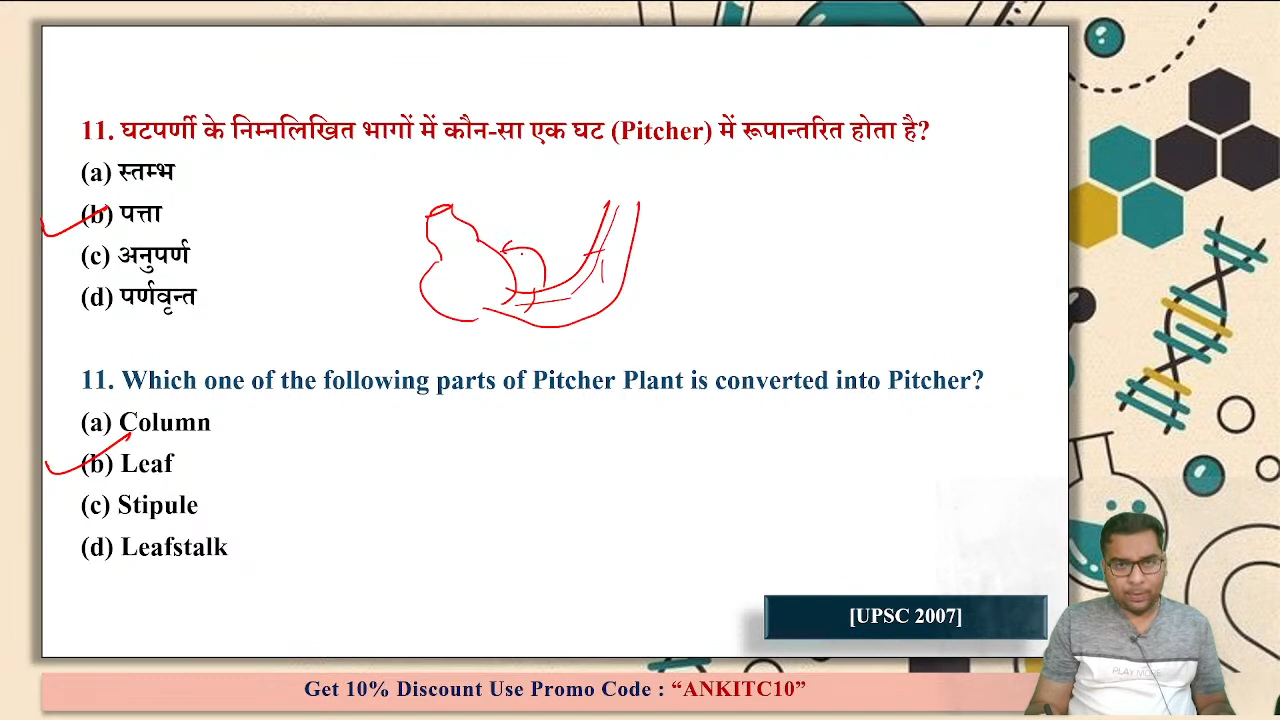 11. घटपर्णी के निम्नलिखित भागों में कौन-सा एक घट (Pitcher) में रूपान्तरित होता है?
(a) स्तम्भ
(b) पत्ता
(c) अनुपर्ण
(d) पर्णवृन्त
11. Which one of the following parts of Pitcher Plant is converted into Pitcher?
(a) Column
(b) Leaf
(c) Stipule
(d) Leafstalk
[UPSC 2007]
PLAY MORE
Get 10% Discount Use Promo Code : “ANKITC10”